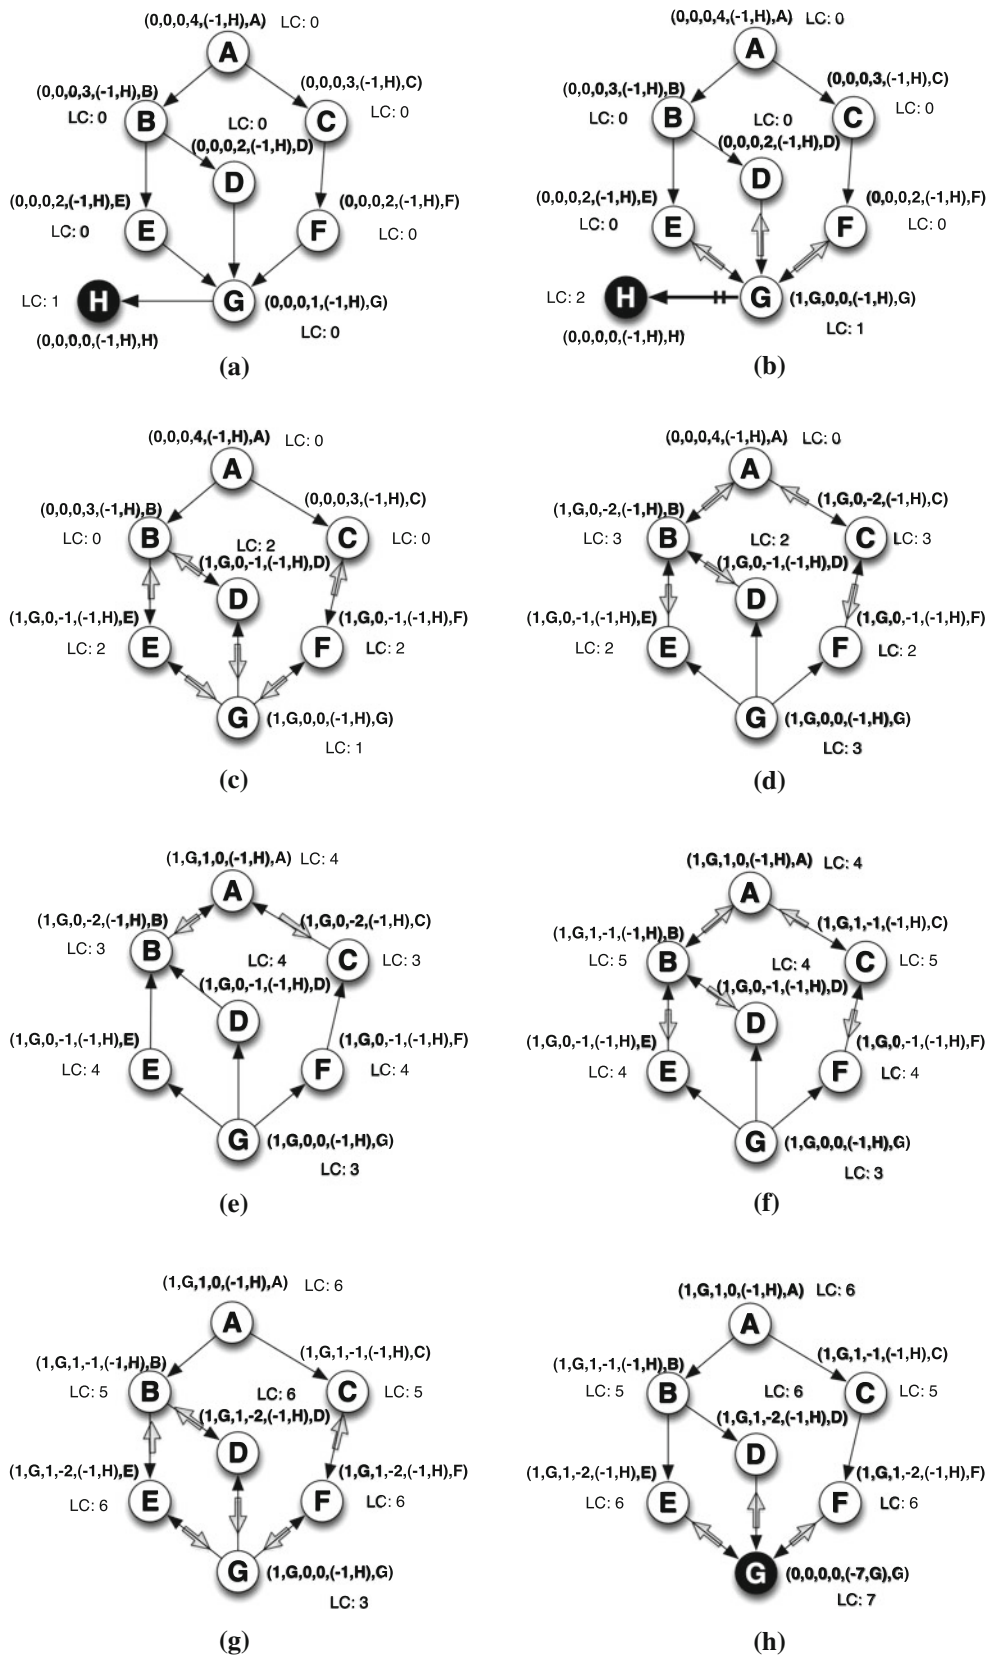 (0,0,0,4,(-1,H),A) LC: 0
A
(0,0,0,3,(-1,H),B)
LC: 0
B
(0,0,0,3,(-1,H),C)
LC: 0
C
LC: 0
(0,0,0,2,(-1,H),D)
D
(0,0,0,2,(-1,H),E)
LC: 0
E
(0,0,0,2,(-1,H),F)
LC: 0
F
LC: 1
H
(0,0,0,0,(-1,H),H)
G
(0,0,0,1,(-1,H),G)
LC: 0
(a)
(0,0,0,4,(-1,H),A) LC: 0
A
(0,0,0,3,(-1,H),B)
LC: 0
B
(0,0,0,3,(-1,H),C)
LC: 0
C
LC: 0
(0,0,0,2,(-1,H),D)
D
(0,0,0,2,(-1,H),E)
LC: 0
E
(0,0,0,2,(-1,H),F)
LC: 0
F
LC: 2
H
(0,0,0,0,(-1,H),H)
G
(1,G,0,0,(-1,H),G)
LC: 1
(b)
(0,0,0,4,(-1,H),A) LC: 0
A
(0,0,0,3,(-1,H),B)
LC: 0
B
(0,0,0,3,(-1,H),C)
LC: 0
C
LC: 2
(1,G,0,-1,(-1,H),D)
D
(1,G,0,-1,(-1,H),E)
LC: 2
E
(1,G,0,-1,(-1,H),F)
LC: 2
F
G
(1,G,0,0,(-1,H),G)
LC: 1
(c)
(0,0,0,4,(-1,H),A) LC: 0
A
(1,G,0,-2,(-1,H),B)
LC: 3
B
(1,G,0,-2,(-1,H),C)
LC: 3
C
LC: 2
(1,G,0,-1,(-1,H),D)
D
(1,G,0,-1,(-1,H),E)
LC: 2
E
(1,G,0,-1,(-1,H),F)
LC: 2
F
G
(1,G,0,0,(-1,H),G)
LC: 3
(d)
(1,G,1,0,(-1,H),A) LC: 4
A
(1,G,0,-2,(-1,H),B)
LC: 3
B
(1,G,0,-2,(-1,H),C)
LC: 3
C
LC: 4
(1,G,0,-1,(-1,H),D)
D
(1,G,0,-1,(-1,H),E)
LC: 4
E
(1,G,0,-1,(-1,H),F)
LC: 4
F
G
(1,G,0,0,(-1,H),G)
LC: 3
(e)
(1,G,1,0,(-1,H),A) LC: 4
A
(1,G,1,-1,(-1,H),B)
LC: 5
B
(1,G,1,-1,(-1,H),C)
LC: 5
C
LC: 4
(1,G,0,-1,(-1,H),D)
D
(1,G,0,-1,(-1,H),E)
LC: 4
E
(1,G,0,-1,(-1,H),F)
LC: 4
F
G
(1,G,0,0,(-1,H),G)
LC: 3
(f)
(1,G,1,0,(-1,H),A) LC: 6
A
(1,G,1,-1,(-1,H),B)
LC: 5
B
(1,G,1,-1,(-1,H),C)
LC: 5
C
LC: 6
(1,G,1,-2,(-1,H),D)
D
(1,G,1,-2,(-1,H),E)
LC: 6
E
(1,G,1,-2,(-1,H),F)
LC: 6
F
G
(1,G,0,0,(-1,H),G)
LC: 3
(g)
(1,G,1,0,(-1,H),A) LC: 6
A
(1,G,1,-1,(-1,H),B)
LC: 5
B
(1,G,1,-1,(-1,H),C)
LC: 5
C
LC: 6
(1,G,1,-2,(-1,H),D)
D
(1,G,1,-2,(-1,H),E)
LC: 6
E
(1,G,1,-2,(-1,H),F)
LC: 6
F
G
(0,0,0,0,(-7,G),G)
LC: 7
(h)